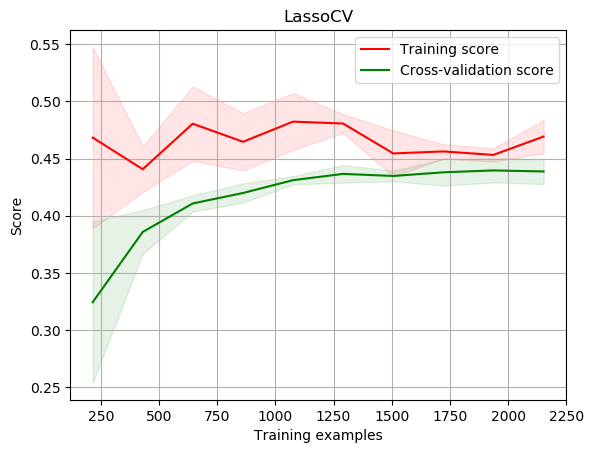 LassoCV
Training score
Cross-validation score
Score
0.55
0.50
0.45
0.40
0.35
0.30
0.25
250 500 750 1000 1250 1500 1750 2000 2250
Training examples